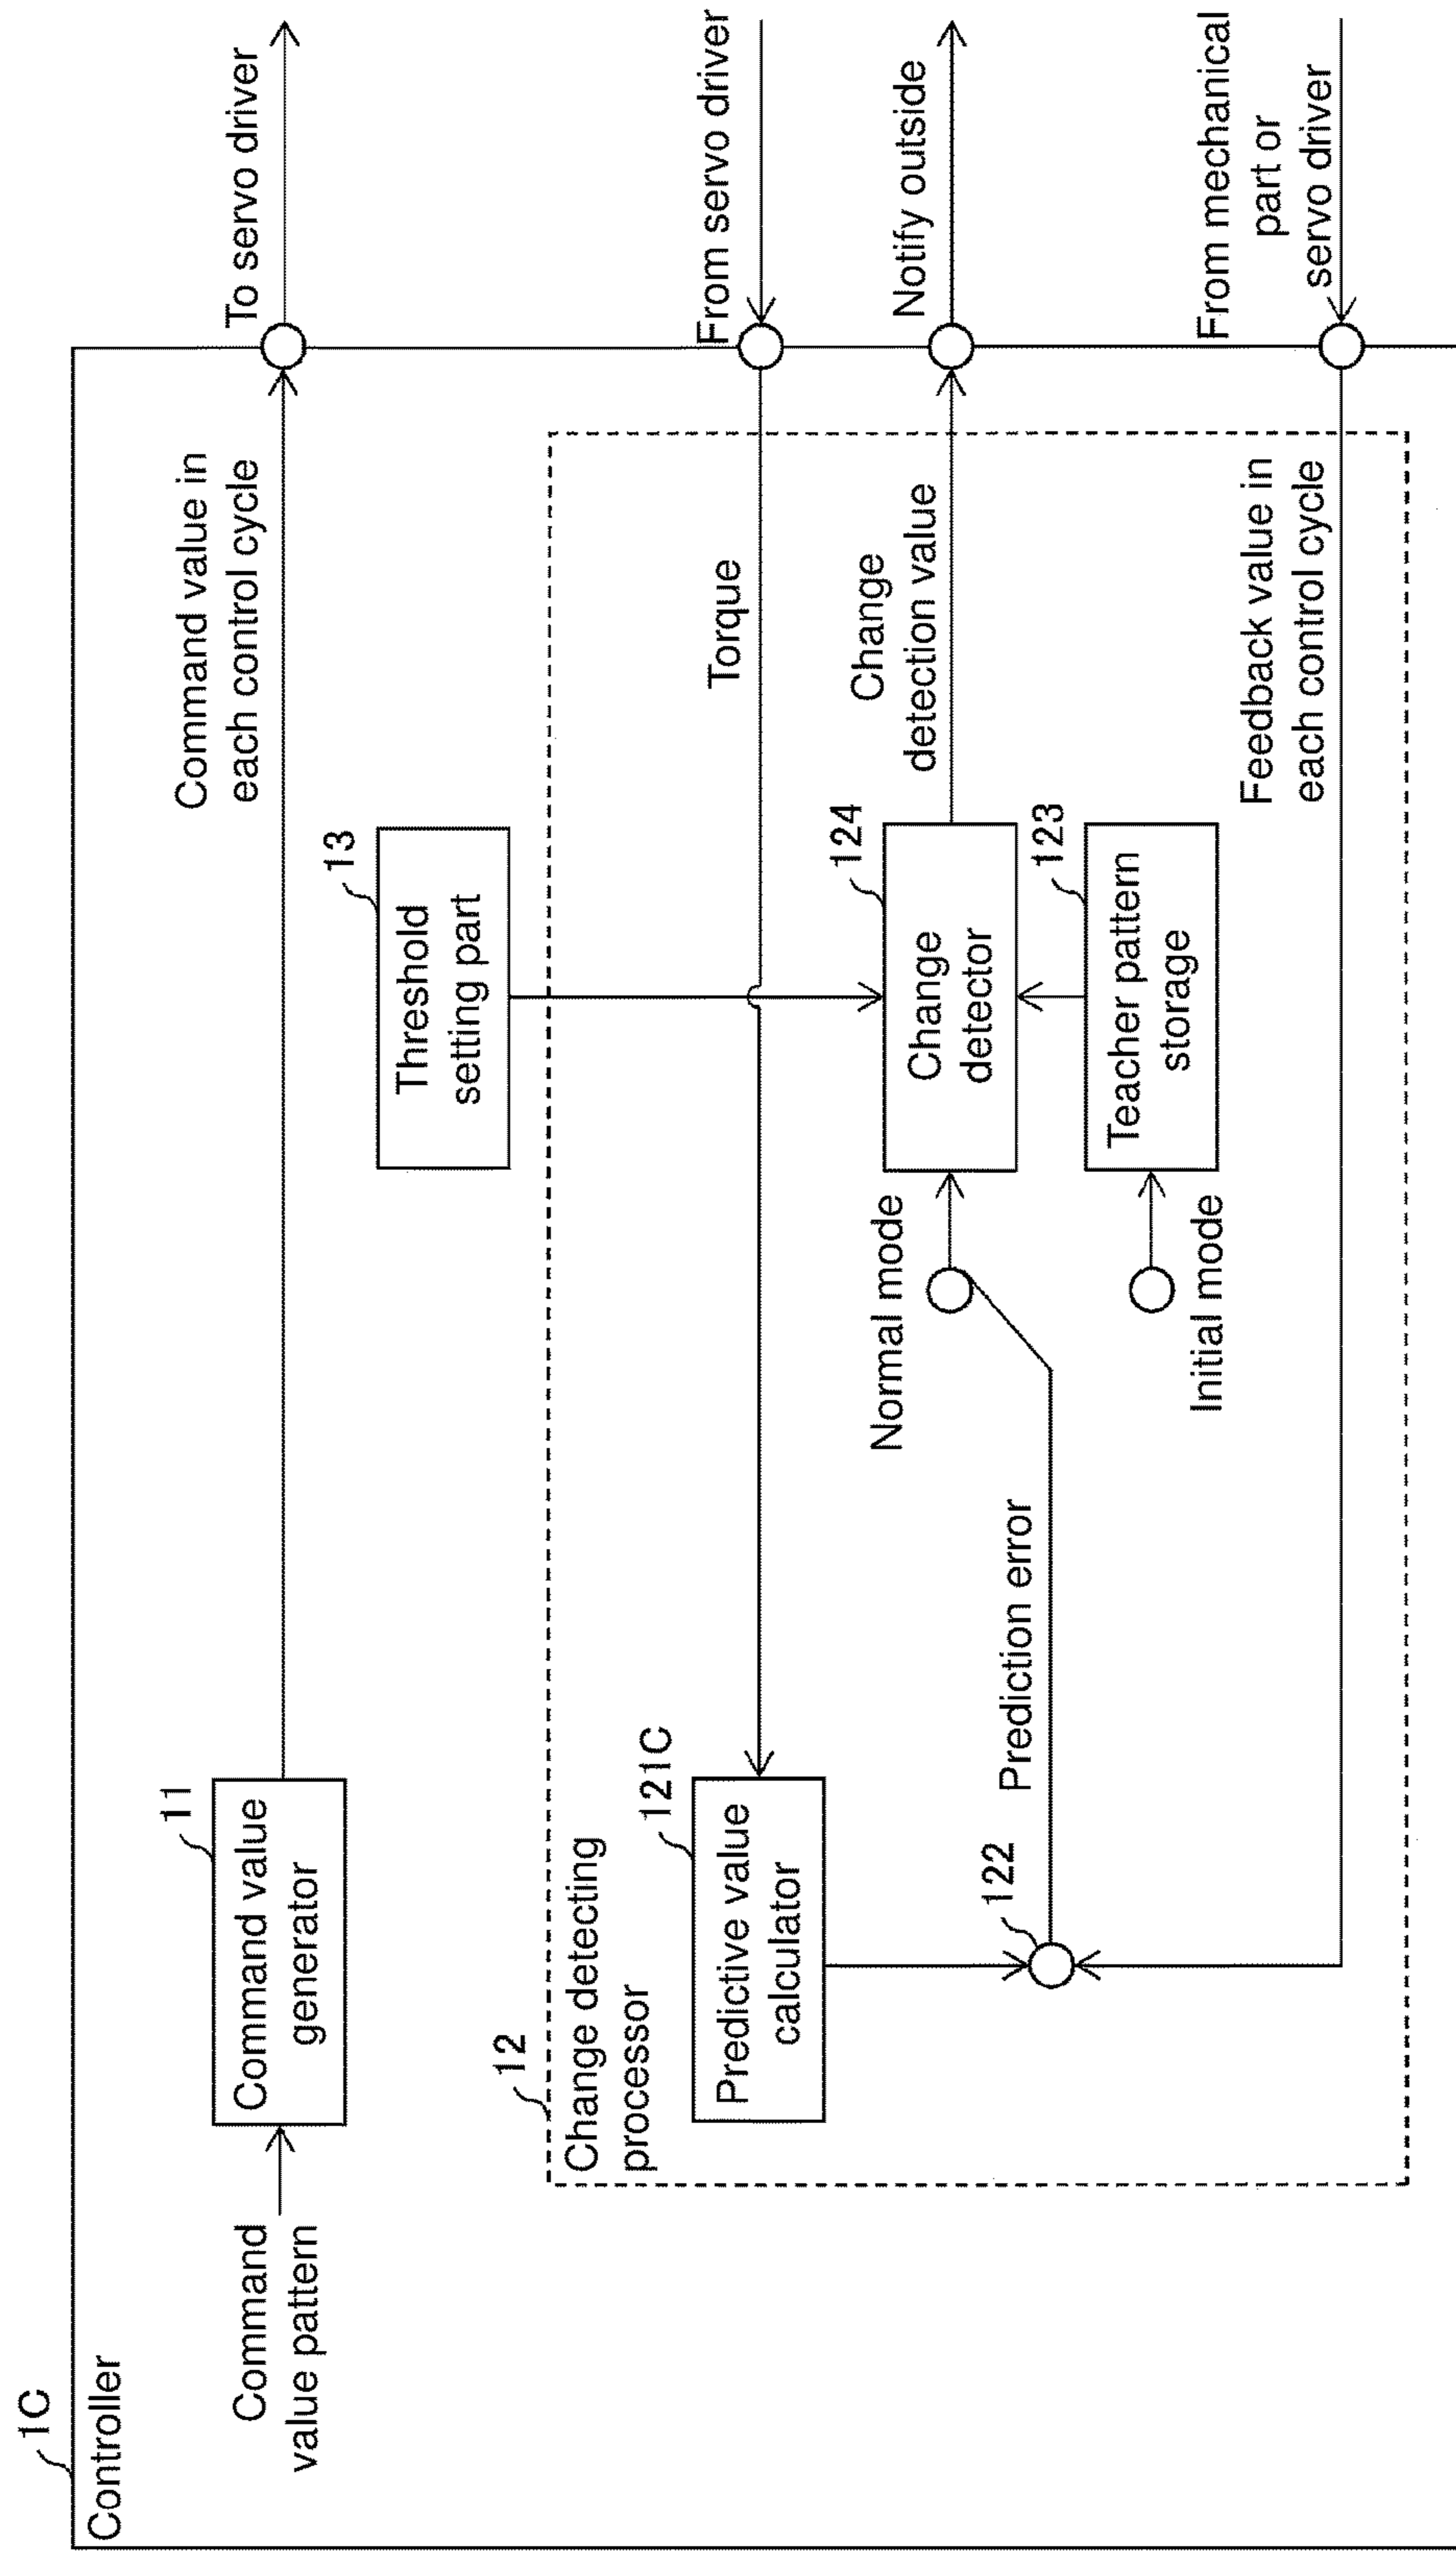 1C
Controller
Command
value pattern
11
Command value
generator
Command value in
each control cycle
To servo driver
13
Threshold
setting part
12
Change detecting
processor
121C
Predictive value
calculator
Torque
From servo driver
122
Prediction error
Normal mode
Initial mode
124
Change
detector
123
Teacher pattern
storage
Change
detection value
Notify outside
Feedback value in
each control cycle
From mechanical
part or
servo driver